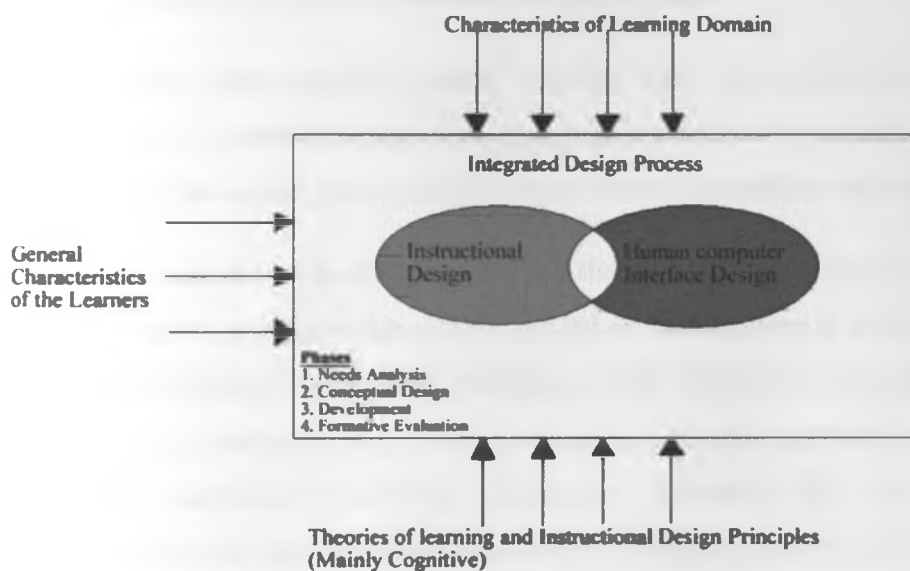 Characteristics of Learning Domain
Integrated Design Process
General
Characteristics
of the Learners
Instructional
Design
Human computer
Interface Design
Phases
1. Needs Analysis
2. Conceptual Design
3. Development
4. Formative Evaluation
Theories of learning and Instructional Design Principles
(Mainly Cognitive)